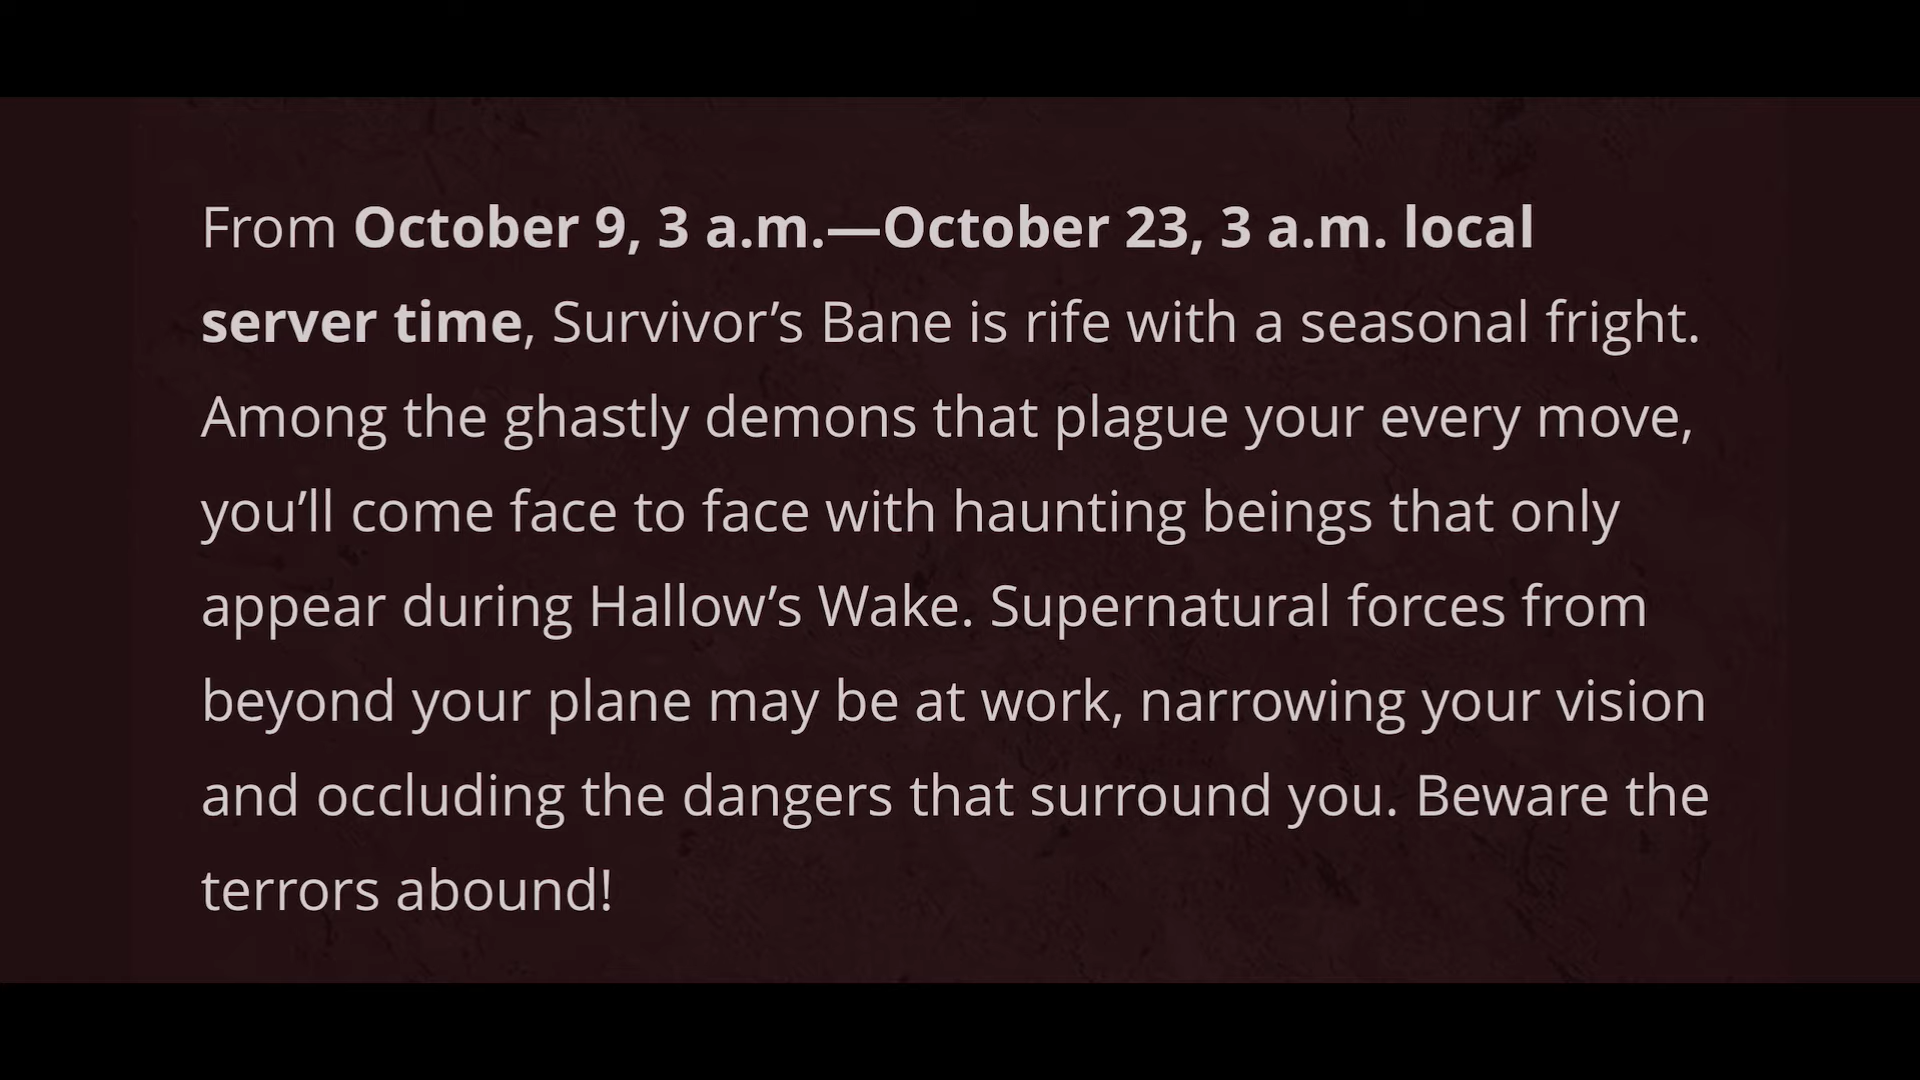 From October 9, 3 a.m.—October 23, 3 a.m. local
server time, Survivor’s Bane is rife with a seasonal fright.
Among the ghastly demons that plague your every move,
you’ll come face to face with haunting beings that only
appear during Hallow’s Wake. Supernatural forces from
beyond your plane may be at work, narrowing your vision
and occluding the dangers that surround you. Beware the
terrors abound!